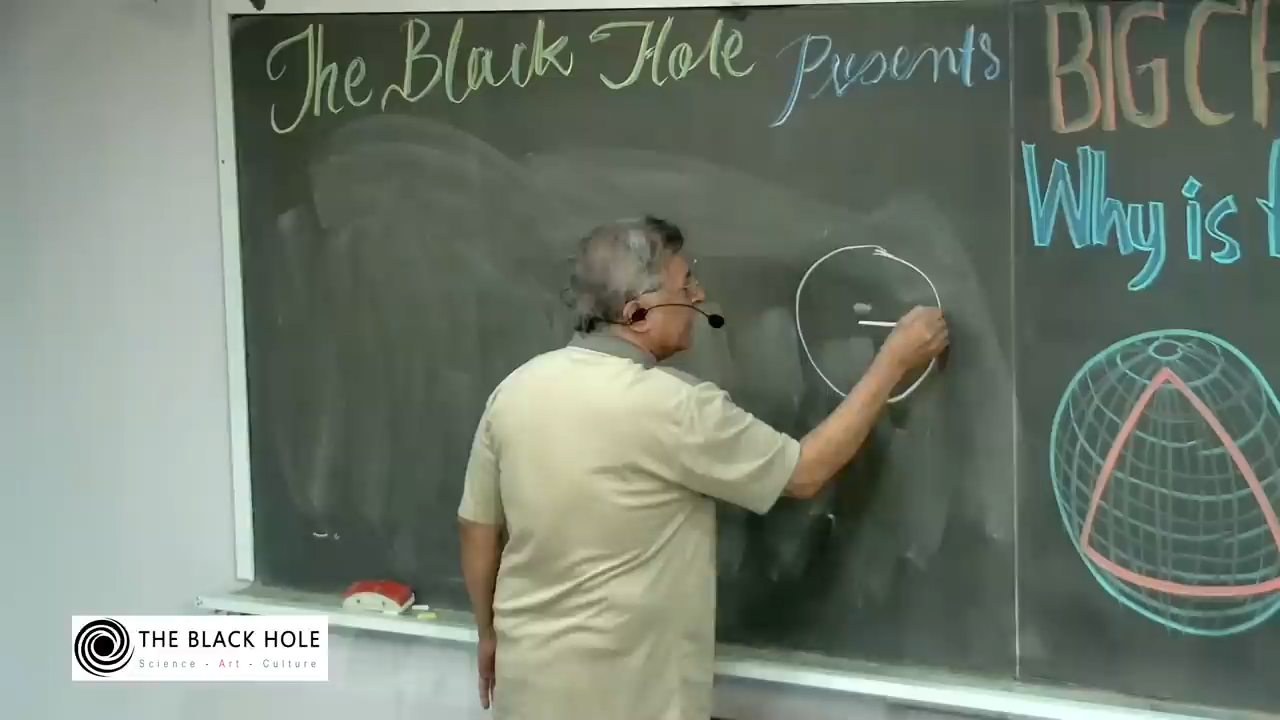 The Black Hole Presents
BIG
Why is
THE BLACK HOLE
Science - Art - Culture